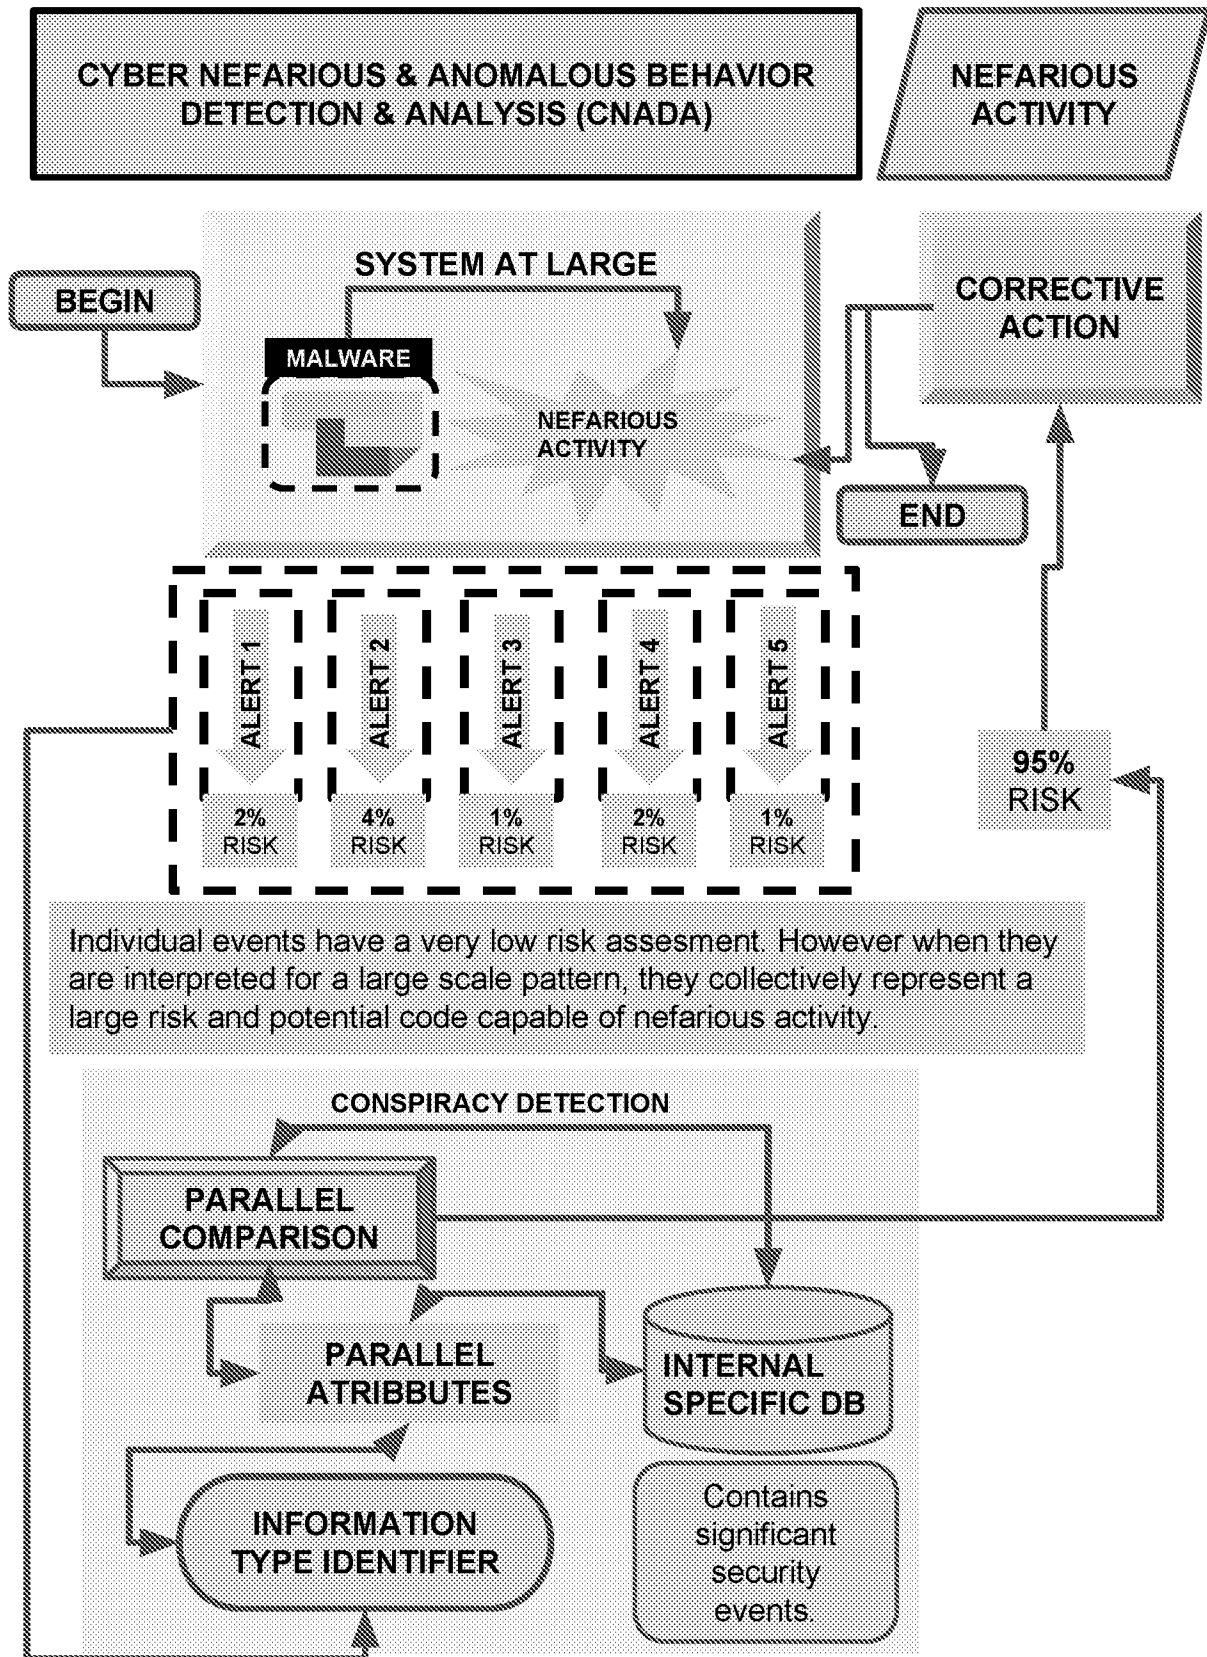 CYBER NEFARIOUS & ANOMALOUS BEHAVIOR
DETECTION & ANALYSIS (CNADA)
NEFARIOUS
ACTIVITY
SYSTEM AT LARGE
BEGIN
MALWARE
NEFARIOUS
ACTIVITY
CORRECTIVE
ACTION
END
ALERT 1
ALERT 2
ALERT 3
ALERT 4
ALERT 5
2%
RISK
4%
RISK
1%
RISK
2%
RISK
1%
RISK
95%
RISK
Individual events have a very low risk assesment. However when they
are interpreted for a large scale pattern, they collectively represent a
large risk and potential code capable of nefarious activity.
CONSPIRACY DETECTION
PARALLEL
COMPARISON
PARALLEL
ATRIBBUTES
INTERNAL
SPECIFIC DB
INFORMATION
TYPE IDENTIFIER
Contains
significant
security
events.